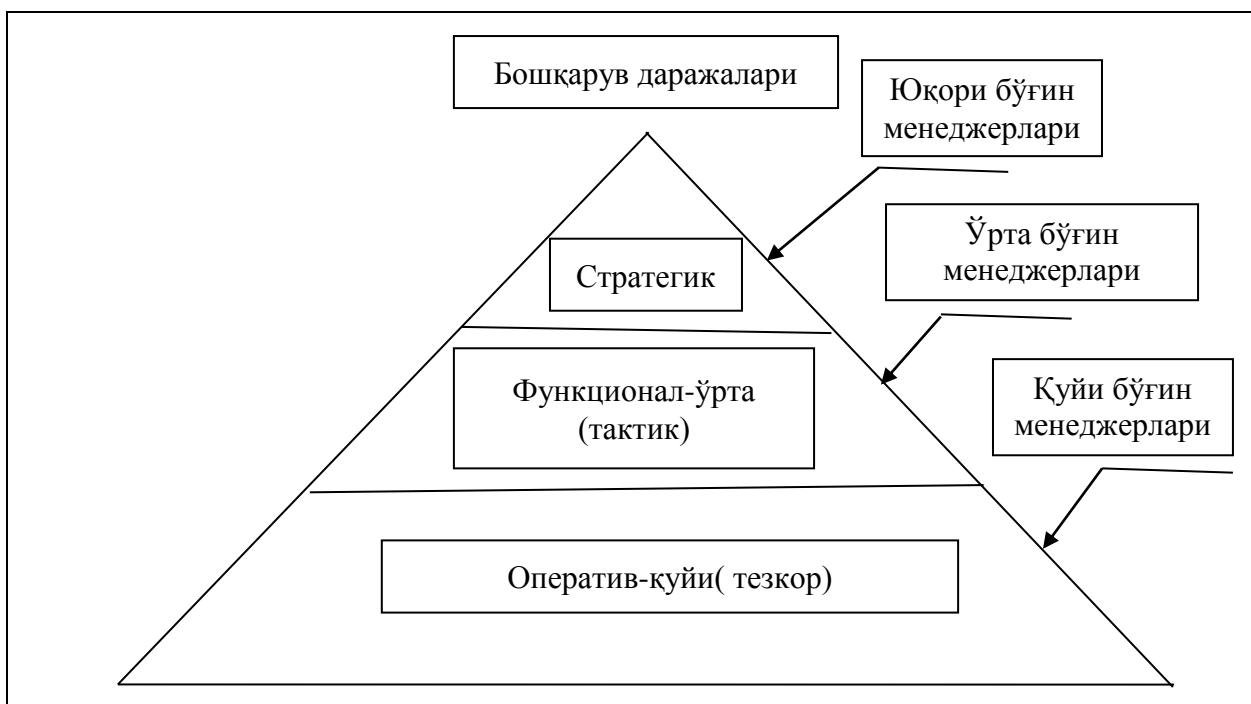 Бошқарув даражалари
Юқори бўғин
менеджерлари
Ўрта бўғин
менеджерлари
Стратегик
Функционал-ўрта
(тактик)
Қуйи бўғин
менеджерлари
Оператив-қуйи( тезкор)